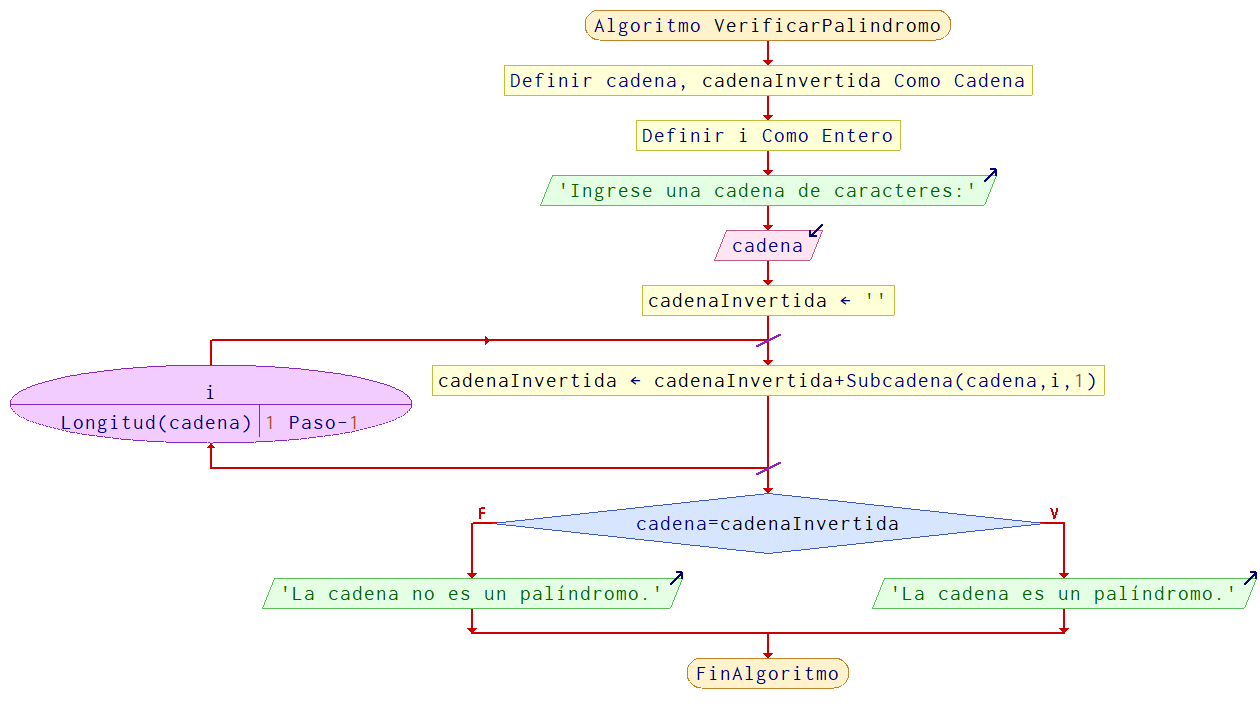 Algoritmo VerificarPalindromo
Definir cadena, cadenaInvertida Como Cadena
Definir i Como Entero
'Ingrese una cadena de caracteres:'
cadena
cadenaInvertida ← ''
cadenaInvertida ← cadenaInvertida+Subcadena(cadena,i,1)
i
Longitud(cadena) 1 Paso-1
F
V
cadena=cadenaInvertida
'La cadena no es un palíndromo.'
'La cadena es un palíndromo.'
FinAlgoritmo